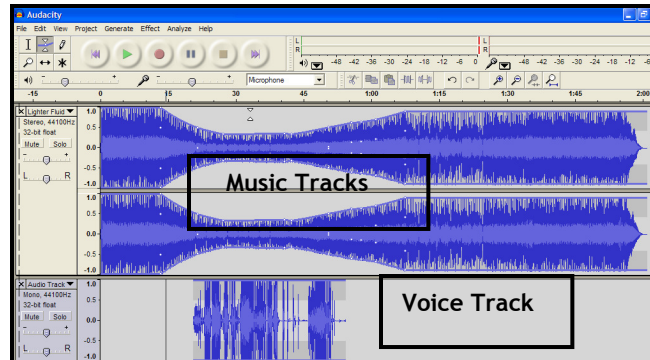 Audacity
File Edit View Project Generate Effect Analyze Help
L
R
-48 -42 -36 -30 -24 -18 -12 -6 0
L
R
-48 -42 -36 -30 -24 -18 -12 -6
Microphone
-15 0 15 30 45 1:00 1:15 1:30 1:45 2:00
Lighter Fluid
Stereo, 44100Hz
32-bit float
Mute Solo
- +
L R
1.0
0.5
0.0
-0.5
-1.0
1.0
0.5
0.0
-0.5
-1.0
Music Tracks
Audio Track
Mono, 44100Hz
32-bit float
Mute Solo
- +
L R
1.0
0.5
0.0
-0.5
-1.0
Voice Track